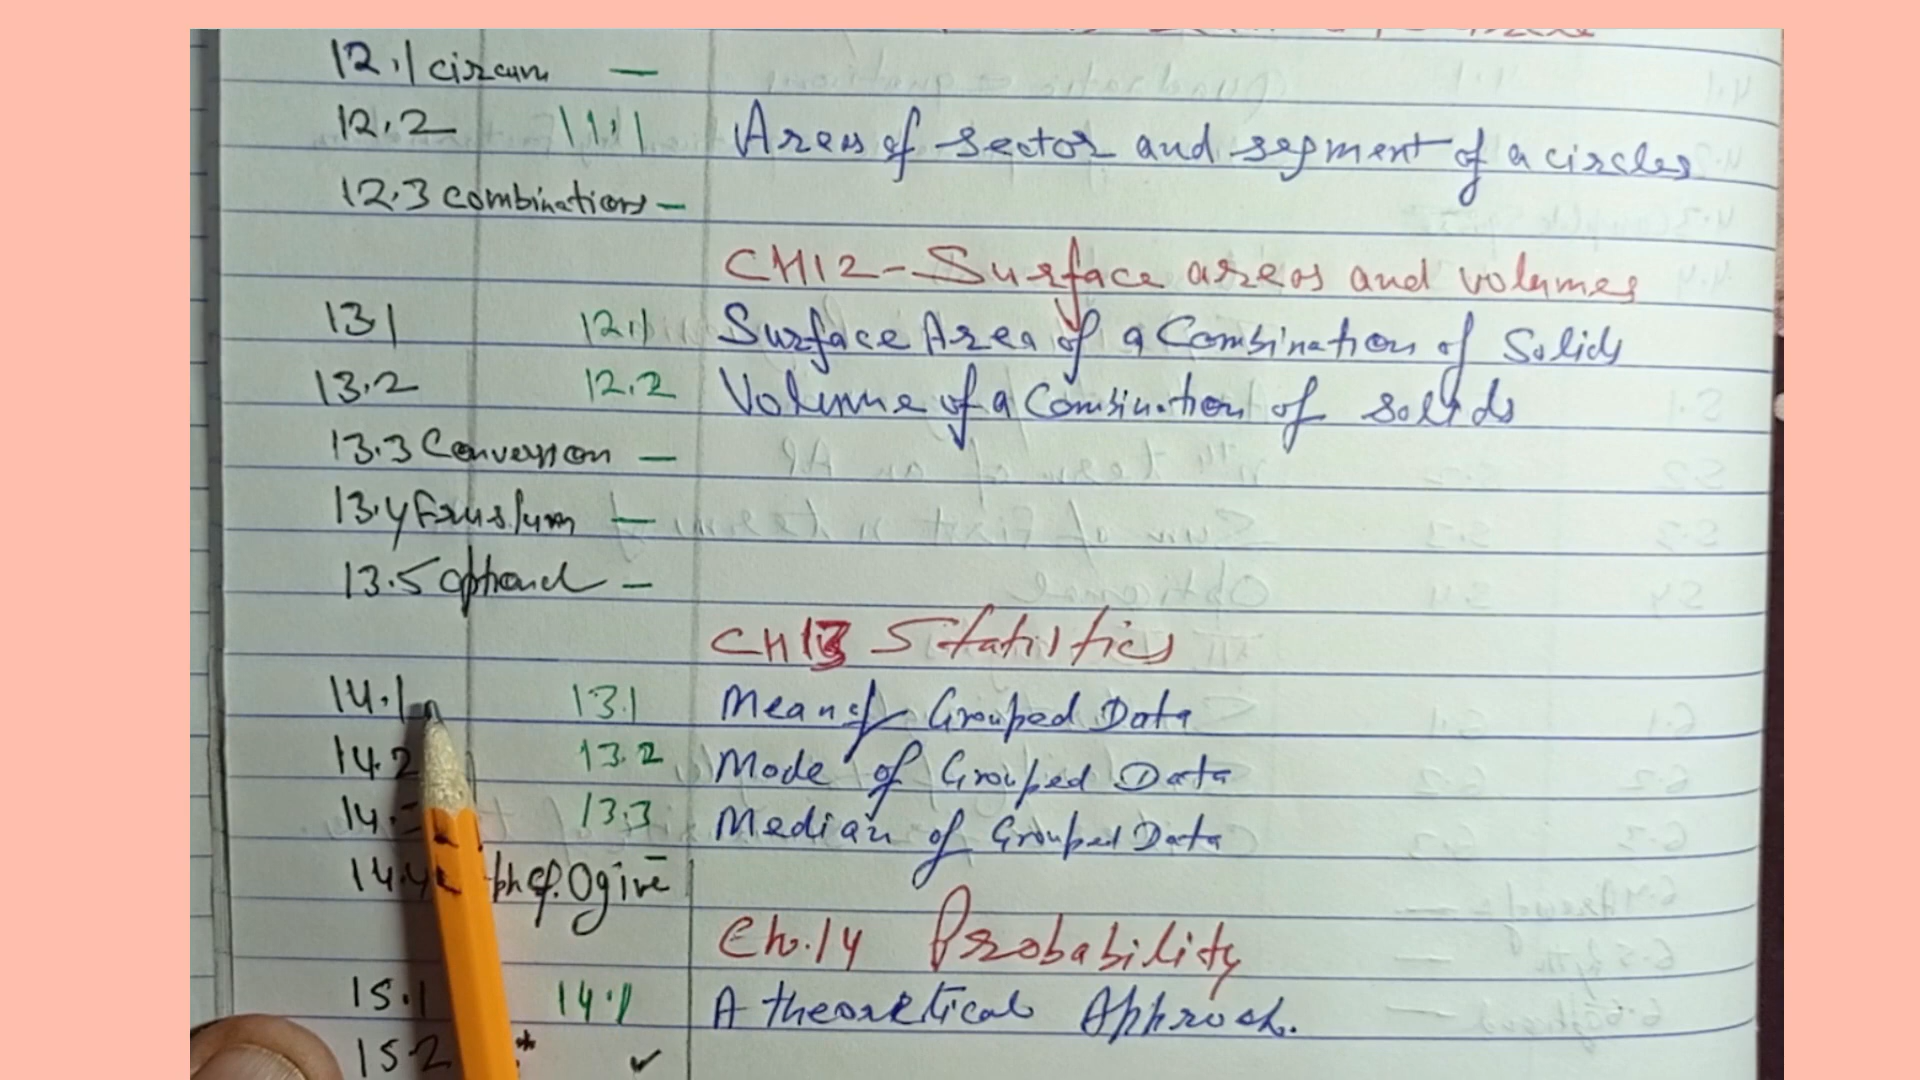 12.1 circum —
12.2 11.1 Areas of sector and segment of a circles
12.3 combinations —
CH12 - Surface areas and volumes
13.1 12.1 Surface Area of a Combination of Solids
13.2 12.2 Volume of a Combination of solids
13.3 Conversion —
13.4 Frustum —
13.5 Optional —
CH13 Statistics
14.1 13.1 Mean of Grouped Data
14.2 13.2 Mode of Grouped Data
13.3 Median of Grouped Data
14.4 Ogive
Ch.14 Probability
15.1 14.1 A theoretical Approach.
15.2 ✓